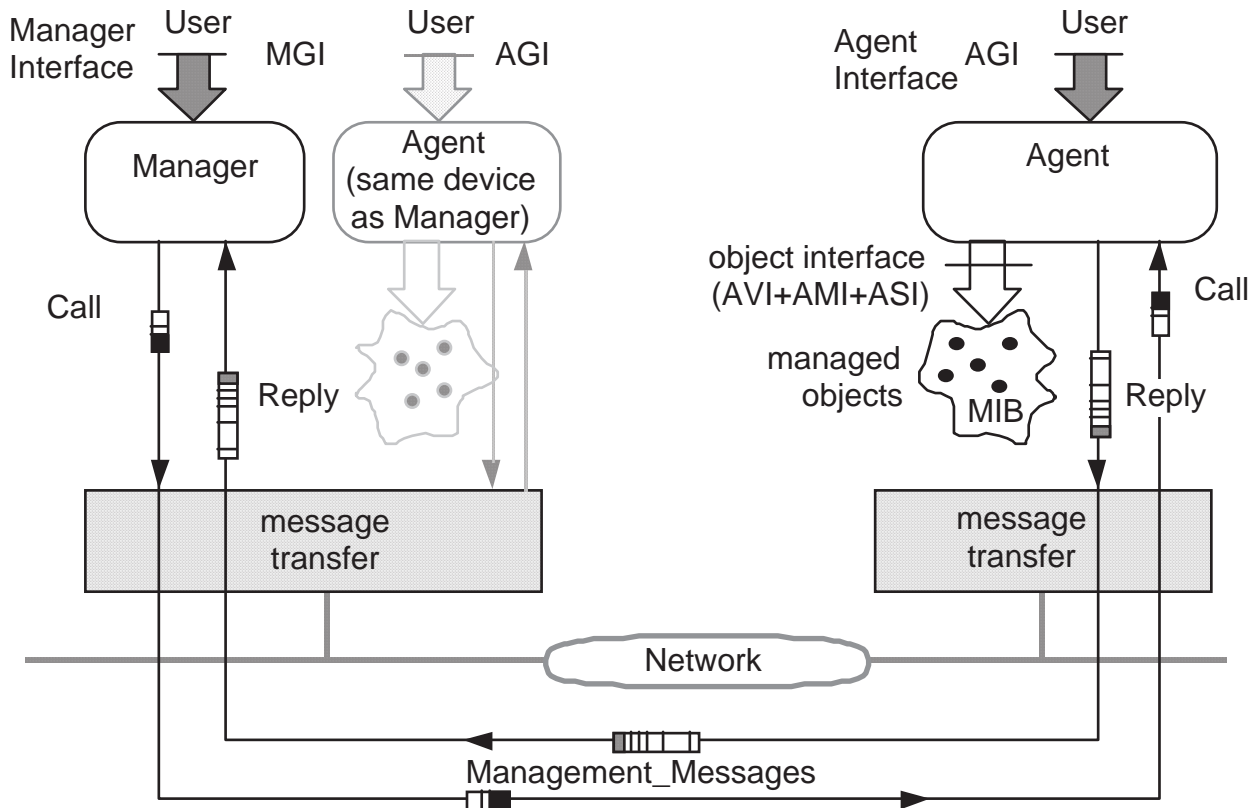 Manager
Interface
User
MGI
User
AGI
Agent
Interface
AGI
User
Manager
Agent
(same device
as Manager)
Agent
object interface
(AVI+AMI+ASI)
Call
Reply
managed
objects
MIB
Reply
Call
message
transfer
message
transfer
Network
Management_Messages